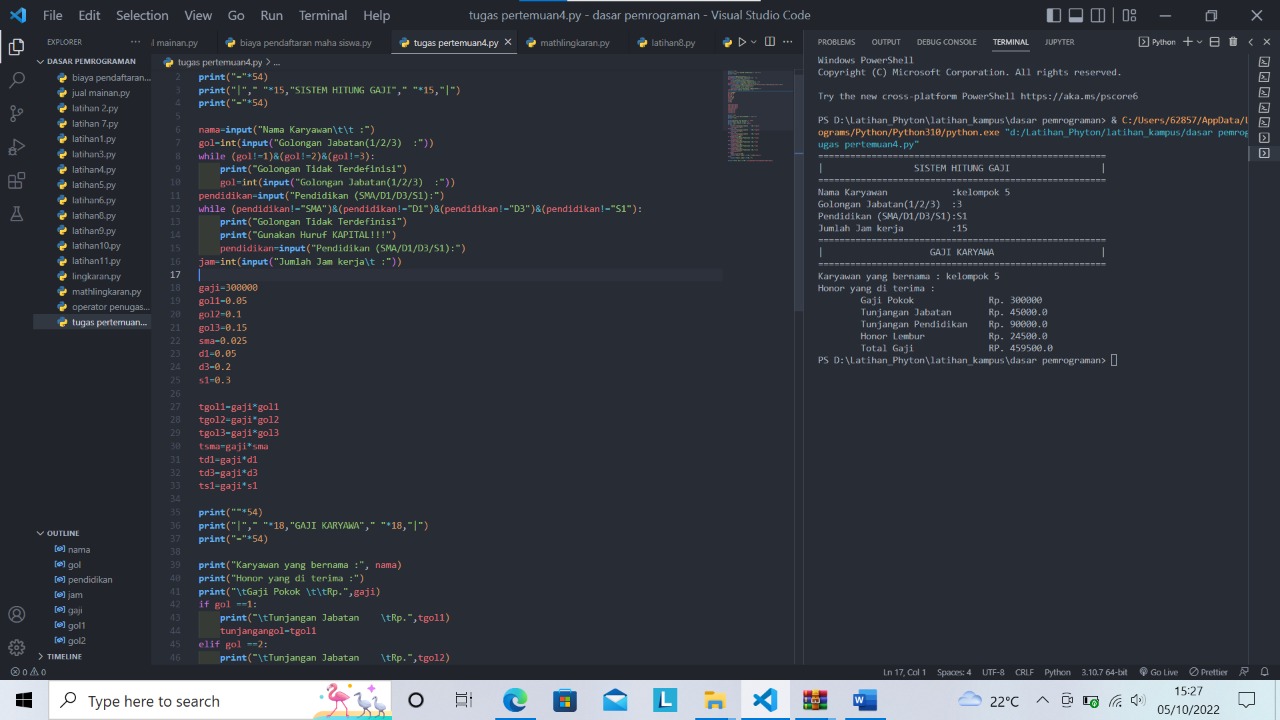 File Edit Selection View Go Run Terminal Help
tugas pertemuan4.py - dasar pemrograman - Visual Studio Code
EXPLORER ...
DASAR PEMROGRAMAN
biaya pendaftaran...
jual mainan.py
latihan 2.py
latihan 7.py
latihan1.py
latihan3.py
latihan4.py
latihan5.py
latihan6.py
latihan8.py
latihan9.py
latihan10.py
latihan11.py
lingkaran.py
mathlingkaran.py
operator penugas...
tugas pertemuan...
OUTLINE
nama
gol
pendidikan
jam
gaji
gol1
gol2
TIMELINE
al mainan.py biaya pendaftaran maha siswa.py tugas pertemuan4.py mathlingkaran.py latihan8.py
tugas pertemuan4.py > ...
2 print("="*54)
3 print("|"," "*15,"SISTEM HITUNG GAJI"," "*15,"|")
4 print("="*54)
5
6 nama=input("Nama Karyawan\t\t :")
7 gol=int(input("Golongan Jabatan(1/2/3)  :"))
8 while (gol!=1)&(gol!=2)&(gol!=3):
9 print("Golongan Tidak Terdefinisi")
10 gol=int(input("Golongan Jabatan(1/2/3)  :"))
11 pendidikan=input("Pendidikan (SMA/D1/D3/S1):")
12 while (pendidikan!="SMA")&(pendidikan!="D1")&(pendidikan!="D3")&(pendidikan!="S1"):
13 print("Golongan Tidak Terdefinisi")
14 print("Gunakan Huruf KAPITAL!!!")
15 pendidikan=input("Pendidikan (SMA/D1/D3/S1):")
16 jam=int(input("Jumlah Jam kerja\t :"))
17
18 gaji=300000
19 gol1=0.05
20 gol2=0.1
21 gol3=0.15
22 sma=0.025
23 d1=0.05
24 d3=0.2
25 s1=0.3
26
27 tgol1=gaji*gol1
28 tgol2=gaji*gol2
29 tgol3=gaji*gol3
30 tsma=gaji*sma
31 td1=gaji*d1
32 td3=gaji*d3
33 ts1=gaji*s1
34
35 print("="*54)
36 print("|"," "*18,"GAJI KARYAWA"," "*18,"|")
37 print("="*54)
38
39 print("Karyawan yang bernama :", nama)
40 print("Honor yang di terima :")
41 print("\tGaji Pokok \t\tRp.",gaji)
42 if gol ==1:
43 print("\tTunjangan Jabatan    \tRp.",tgol1)
44 tunjangangol=tgol1
45 elif gol ==2:
46 print("\tTunjangan Jabatan    \tRp.",tgol2)
PROBLEMS OUTPUT DEBUG CONSOLE TERMINAL JUPYTER Python
Windows PowerShell
Copyright (C) Microsoft Corporation. All rights reserved.
Try the new cross-platform PowerShell https://aka.ms/pscore6
PS D:\Latihan_Phyton\latihan_kampus\dasar pemrograman> & C:/Users/62857/AppData/L
ograms/Python/Python310/python.exe "d:/Latihan_Phyton/latihan_kampus/dasar pemrog
ugas pertemuan4.py"
======================================================
| SISTEM HITUNG GAJI |
======================================================
Nama Karyawan :kelompok 5
Golongan Jabatan(1/2/3) :3
Pendidikan (SMA/D1/D3/S1):S1
Jumlah Jam kerja :15
======================================================
| GAJI KARYAWA |
======================================================
Karyawan yang bernama : kelompok 5
Honor yang di terima :
Gaji Pokok Rp. 300000
Tunjangan Jabatan Rp. 45000.0
Tunjangan Pendidikan Rp. 90000.0
Honor Lembur Rp. 24500.0
Total Gaji RP. 459500.0
PS D:\Latihan_Phyton\latihan_kampus\dasar pemrograman>
0 0 Ln 17, Col 1 Spaces: 4 UTF-8 CRLF Python 3.10.7 64-bit Go Live Prettier
Type here to search
22°C
15:27
05/10/2022